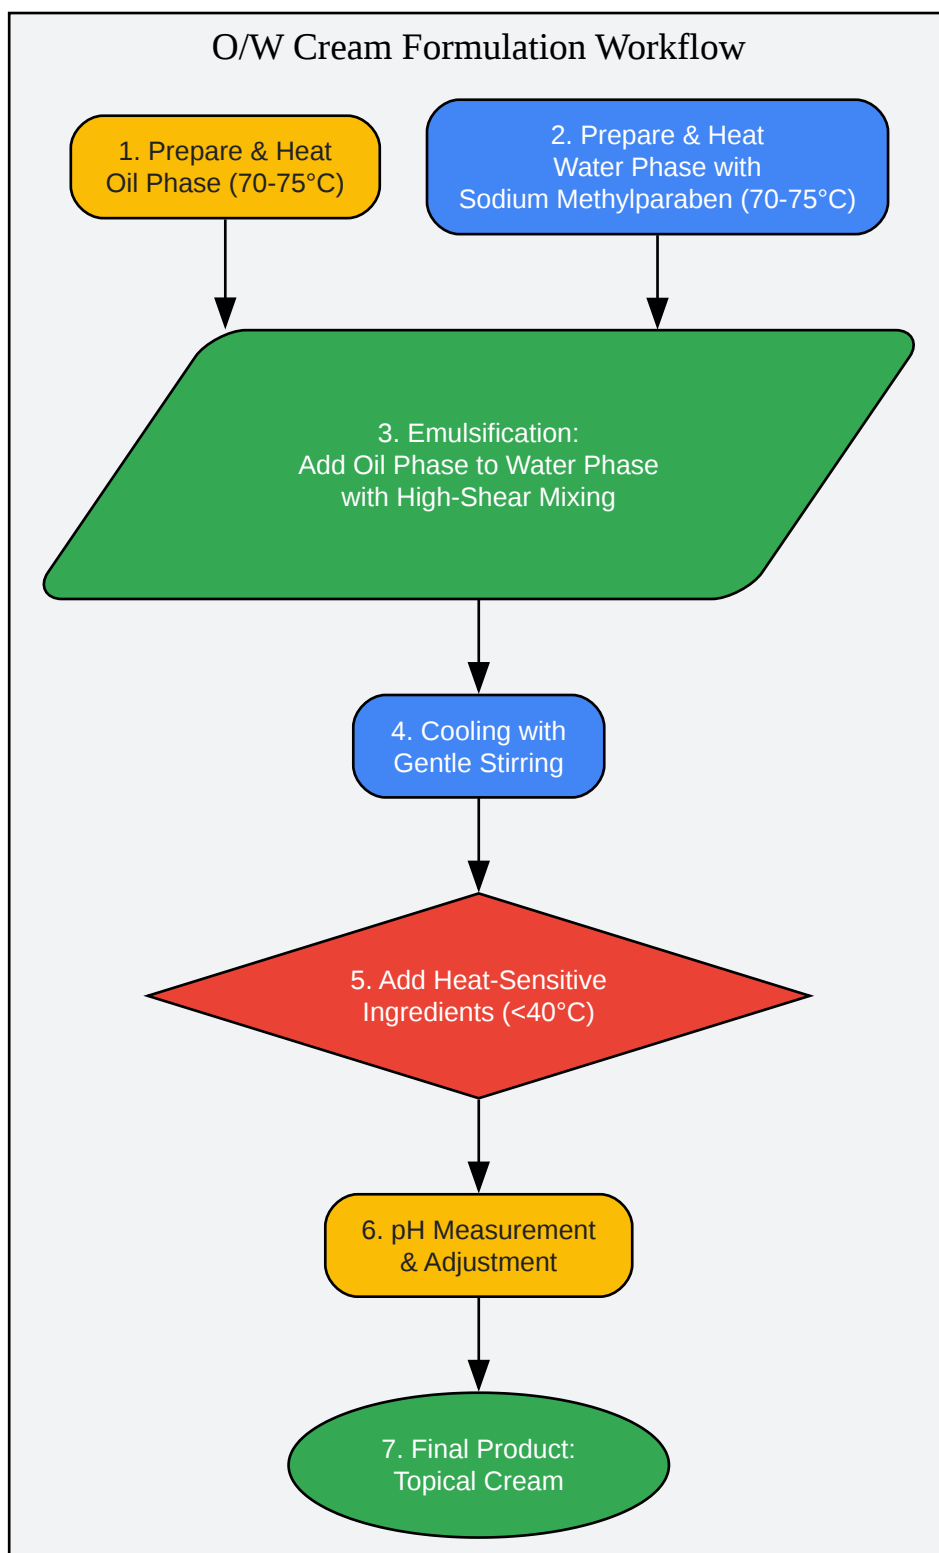 O/W Cream Formulation Workflow
1. Prepare & Heat
Oil Phase (70-75°C)
2. Prepare & Heat
Water Phase with
Sodium Methylparaben (70-75°C)
3. Emulsification:
Add Oil Phase to Water Phase
with High-Shear Mixing
4. Cooling with
Gentle Stirring
5. Add Heat-Sensitive
Ingredients (<40°C)
6. pH Measurement
& Adjustment
7. Final Product:
Topical Cream